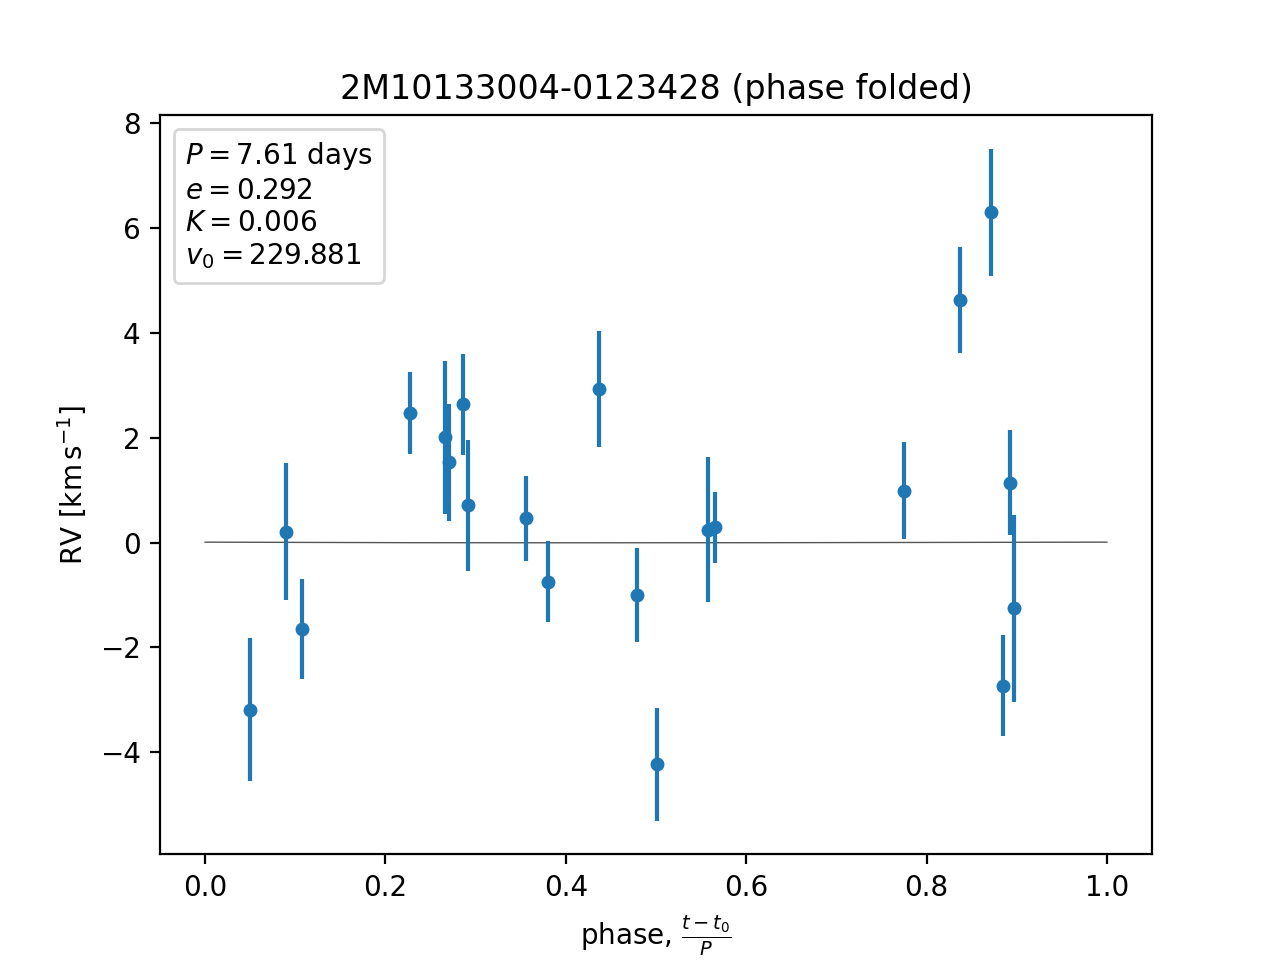 2M10133004-0123428 (phase folded)
P = 7.61 days
e = 0.292
K = 0.006
v₀ = 229.881
8
6
4
2
0
−2
−4
RV [km s⁻¹]
0.0 0.2 0.4 0.6 0.8 1.0
phase, (t − t₀)/P